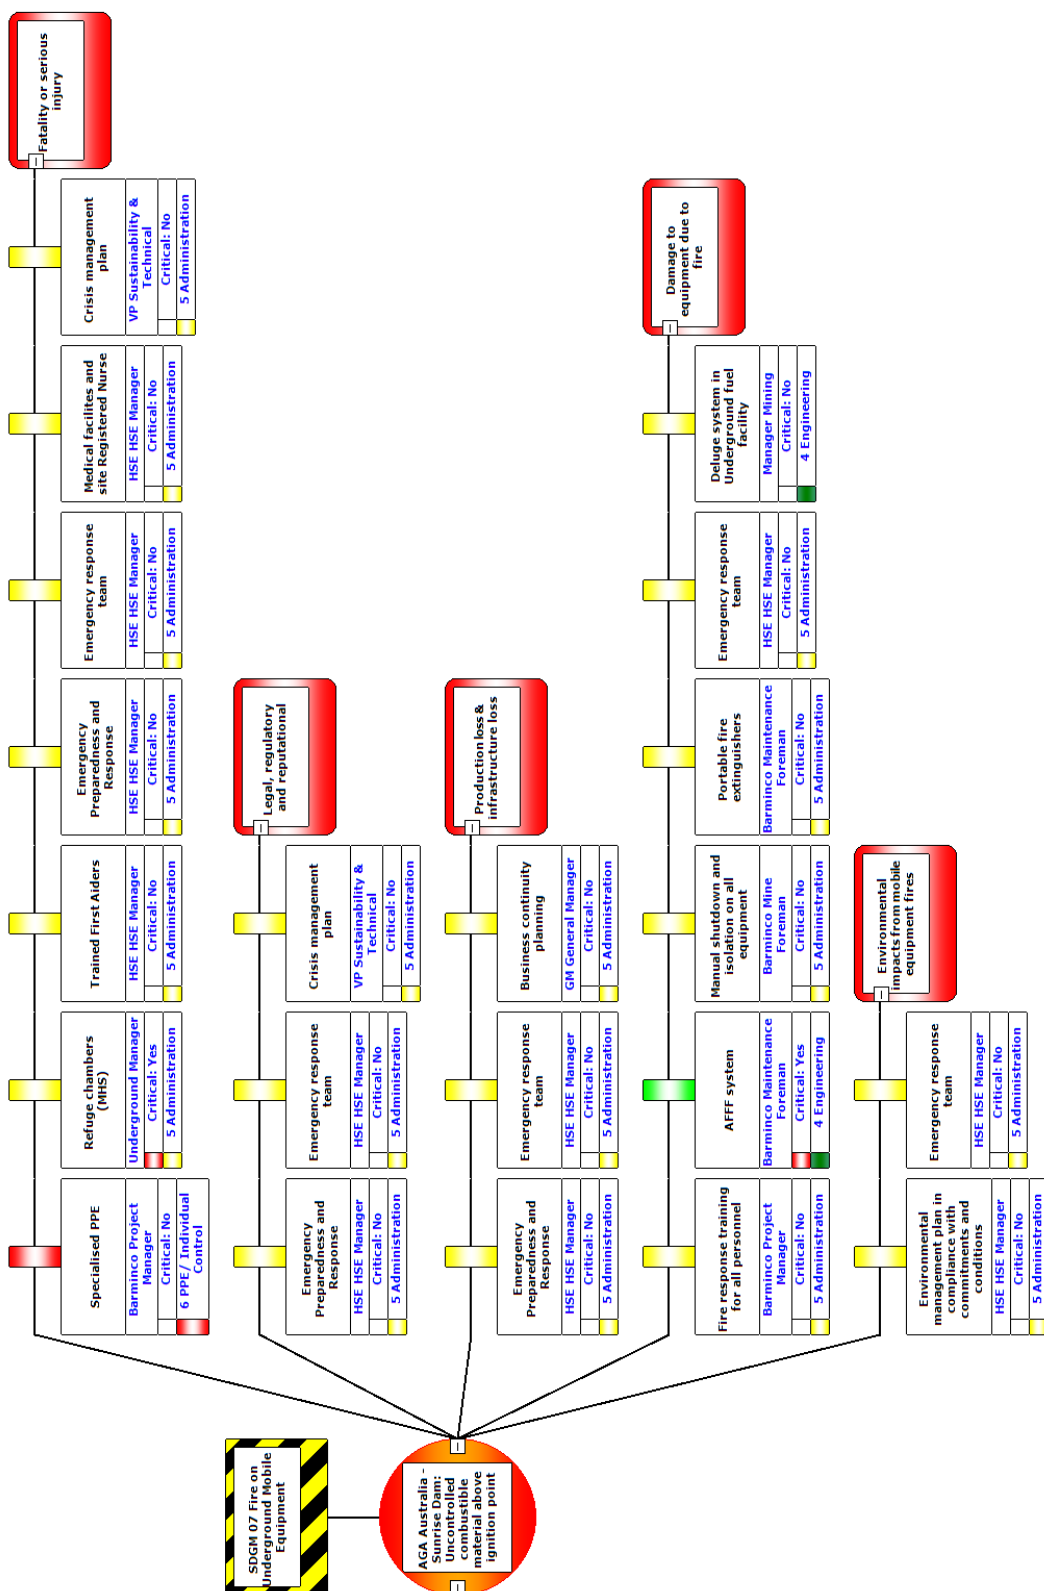 SDGM 07 Fire on
Underground Mobile
Equipment
AGA Australia -
Sunrise Dam:
Uncontrolled
combustible
material above
ignition point
Specialised PPE
Barminco Project
Manager
Critical: No
6 PPE/ Individual
Control
Refuge chambers
(MHS)
Underground Manager
Critical: Yes
5 Administration
Trained First Aiders
HSE HSE Manager
Critical: No
5 Administration
Emergency
Preparedness and
Response
HSE HSE Manager
Critical: No
5 Administration
Emergency response
team
HSE HSE Manager
Critical: No
5 Administration
Medical facilites and
site Registered Nurse
HSE HSE Manager
Critical: No
5 Administration
Crisis management
plan
VP Sustainability &
Technical
Critical: No
5 Administration
Fatality or serious
injury
Emergency
Preparedness and
Response
HSE HSE Manager
Critical: No
5 Administration
Emergency response
team
HSE HSE Manager
Critical: No
5 Administration
Crisis management
plan
VP Sustainability &
Technical
Critical: No
5 Administration
Legal, regulatory
and reputational
Emergency
Preparedness and
Response
HSE HSE Manager
Critical: No
5 Administration
Emergency response
team
HSE HSE Manager
Critical: No
5 Administration
Business continuity
planning
GM General Manager
Critical: No
5 Administration
Production loss &
infrastructure loss
Fire response training
for all personnel
Barminco Project
Manager
Critical: No
5 Administration
AFFF system
Barminco Maintenance
Foreman
Critical: Yes
4 Engineering
Manual shutdown and
isolation on all
equipment
Barminco Mine
Foreman
Critical: No
5 Administration
Portable fire
extinguishers
Barminco Maintenance
Foreman
Critical: No
5 Administration
Emergency response
team
HSE HSE Manager
Critical: No
5 Administration
Deluge system in
Underground fuel
facility
Manager Mining
Critical: No
4 Engineering
Damage to
equipment due to
fire
Environmental
management plan in
compliance with
commitments and
conditions
HSE HSE Manager
Critical: No
5 Administration
Emergency response
team
HSE HSE Manager
Critical: No
5 Administration
Environmental
impacts from mobile
equipment fires